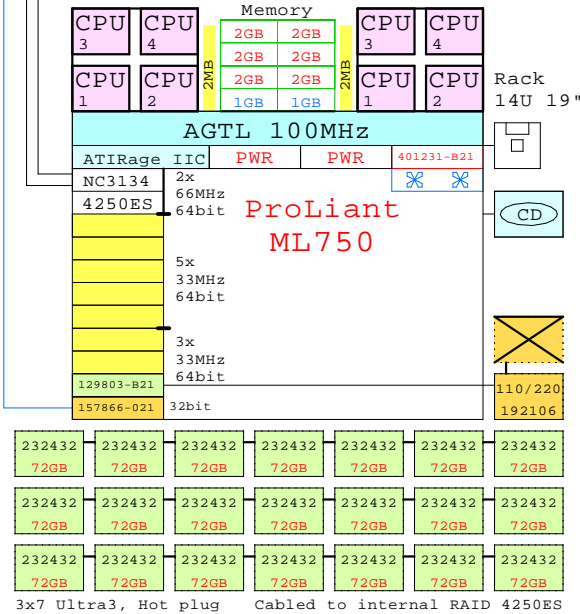 Memory
CPU 3 CPU 4 2GB 2GB CPU 3 CPU 4
2GB 2GB
CPU 1 CPU 2 2MB 2GB 2GB 2MB CPU 1 CPU 2
1GB 1GB
Rack
14U 19"
AGTL 100MHz
ATIRage IIC PWR PWR 401231-B21
NC3134
4250ES
2x
66MHz
64bit
ProLiant
ML750
CD
5x
33MHz
64bit
3x
33MHz
64bit
129803-B21
157866-021 32bit
110/220
192106
232432 232432 232432 232432 232432 232432 232432
72GB 72GB 72GB 72GB 72GB 72GB 72GB
232432 232432 232432 232432 232432 232432 232432
72GB 72GB 72GB 72GB 72GB 72GB 72GB
232432 232432 232432 232432 232432 232432 232432
72GB 72GB 72GB 72GB 72GB 72GB 72GB
3x7 Ultra3, Hot plug Cabled to internal RAID 4250ES